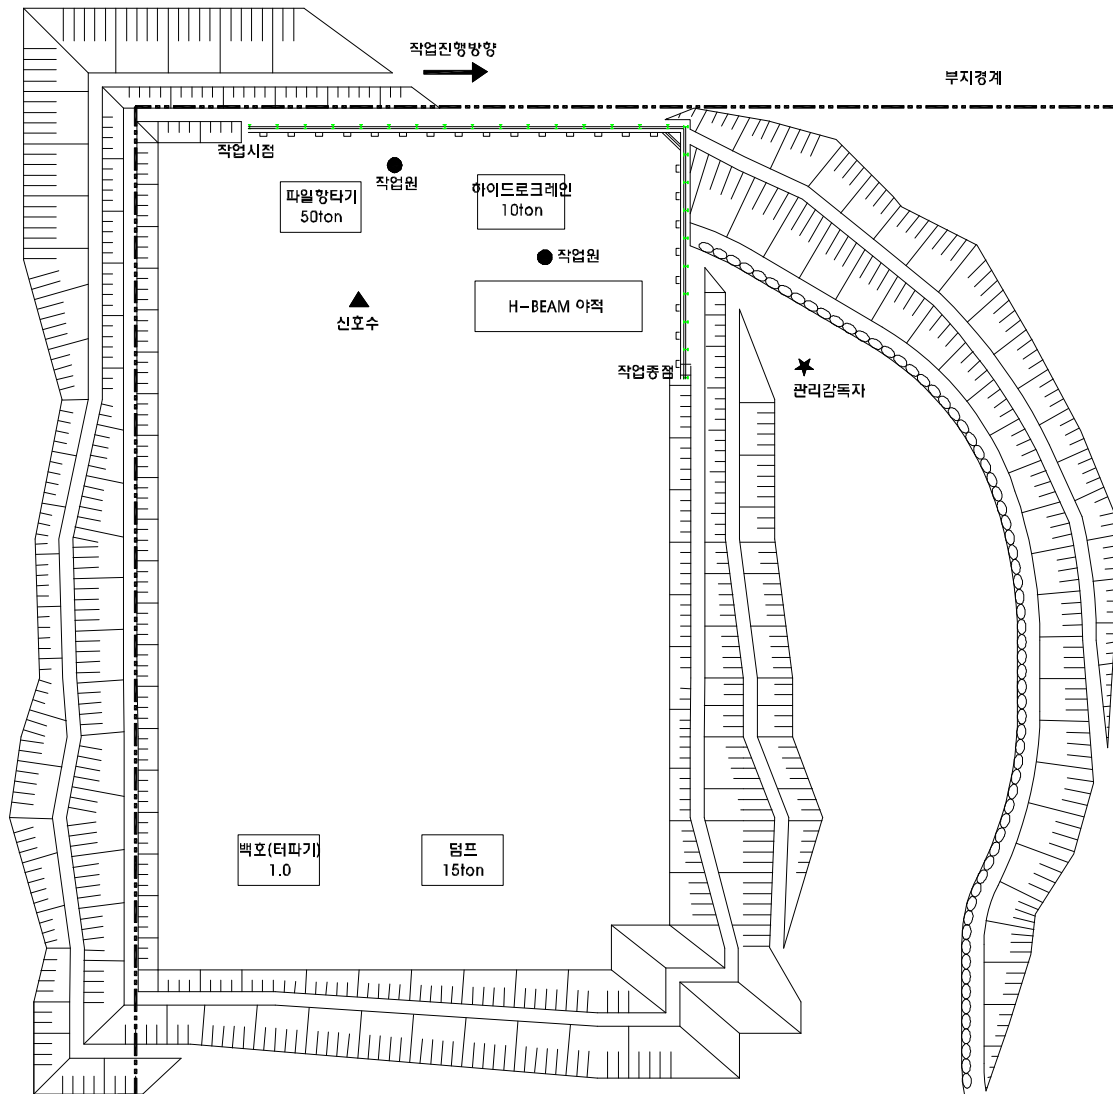 작업진행방향
부지경계
작업시점
작업원
파일항타기
50ton
하이드로크레인
10ton
작업원
H-BEAM 야적
신호수
작업종점
관리감독자
백호(터파기)
1.0
덤프
15ton